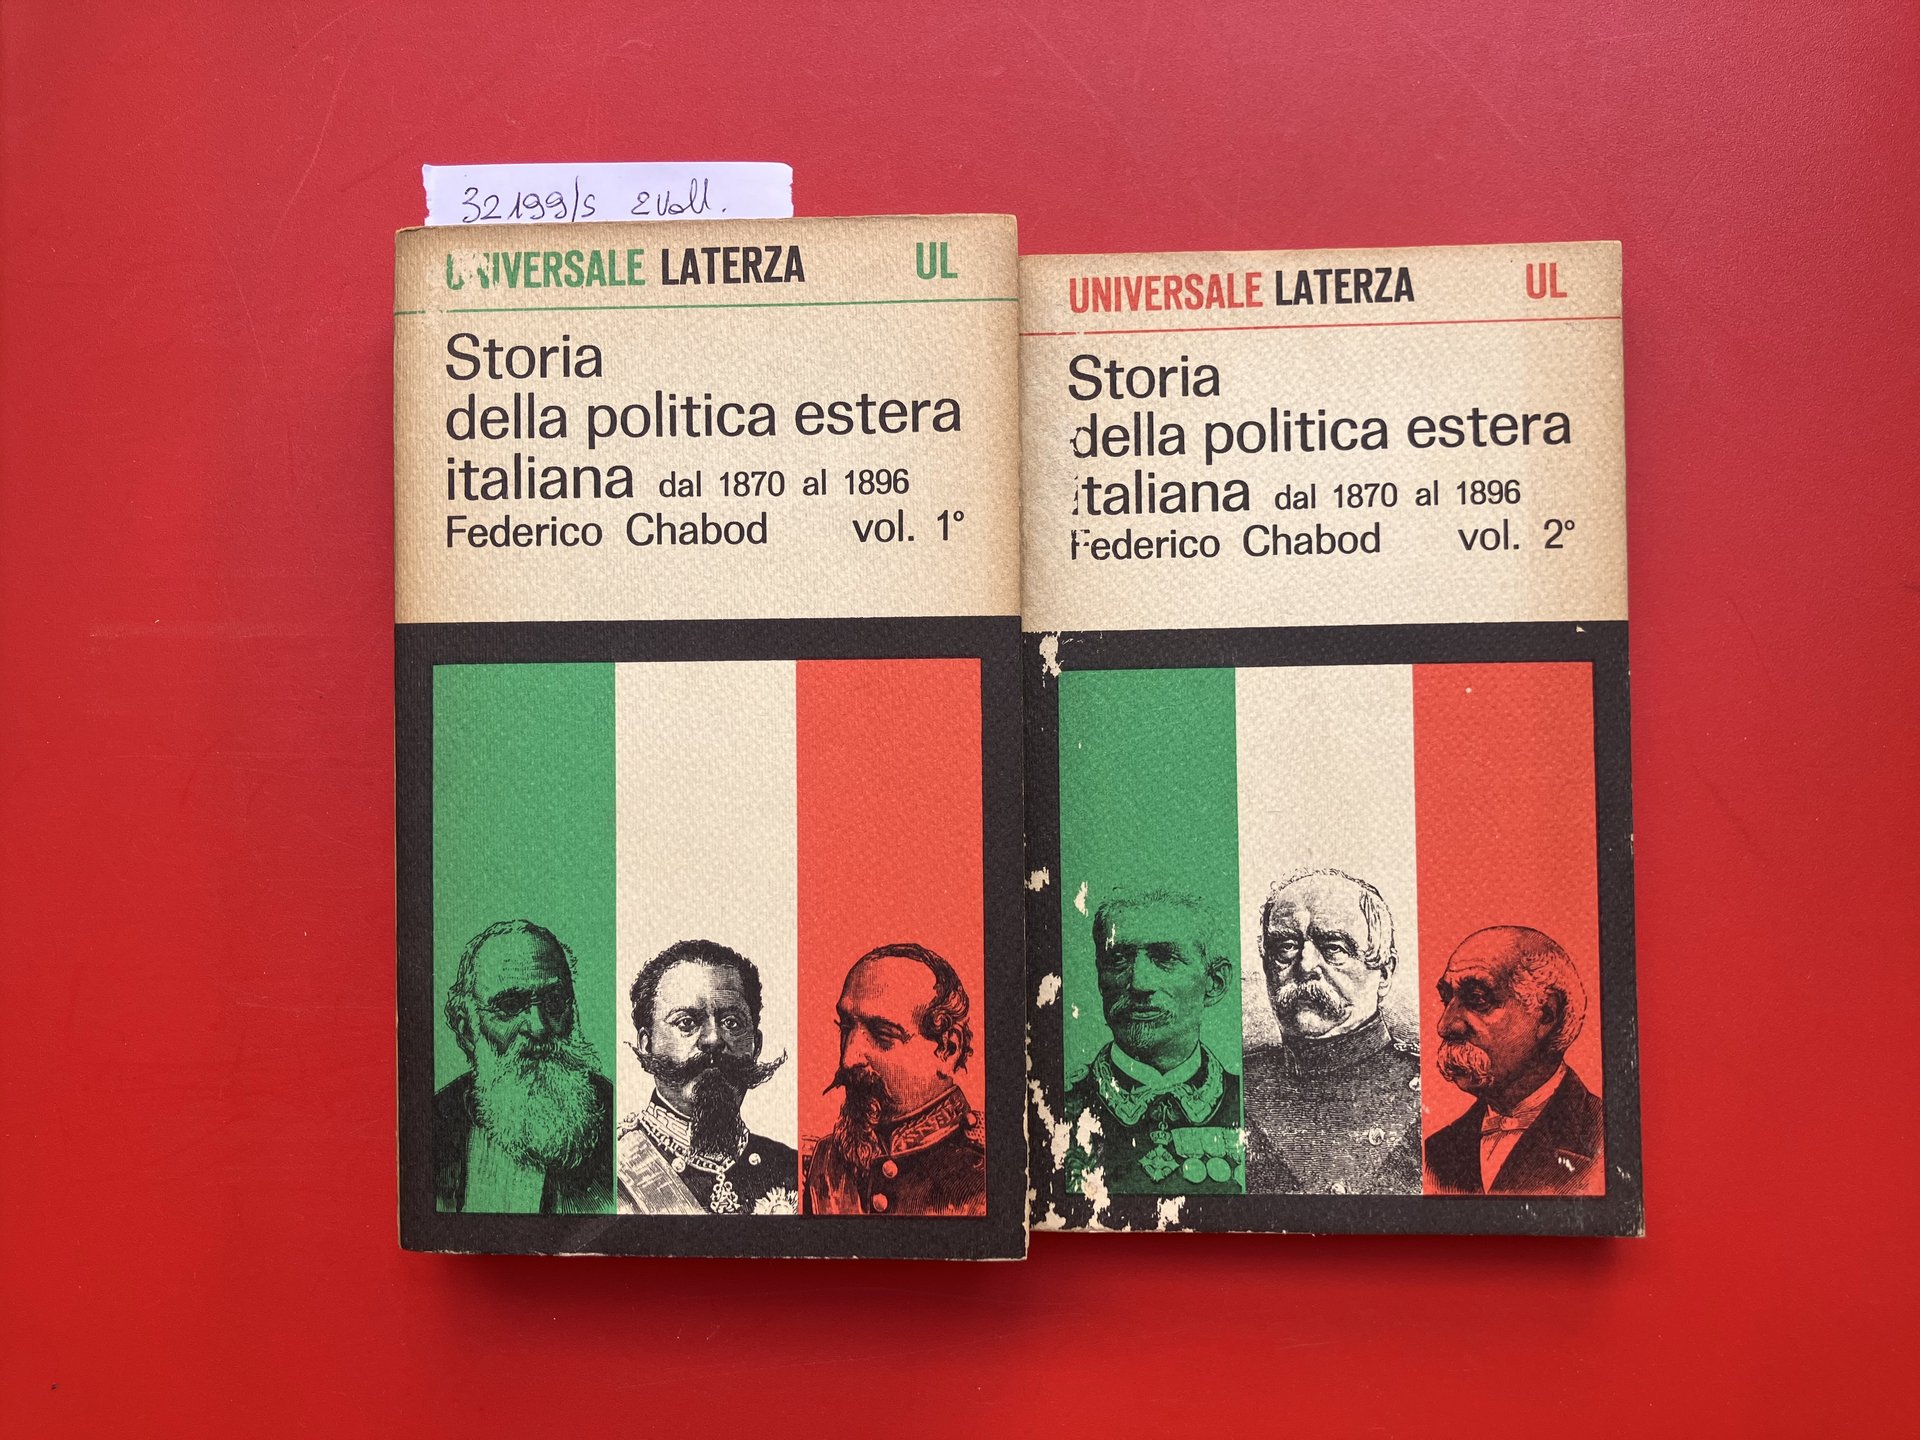 32199/s 2 voll.
UNIVERSALE LATERZA UL
Storia
della politica estera
italiana dal 1870 al 1896
Federico Chabod vol. 1°
UNIVERSALE LATERZA UL
Storia
della politica estera
italiana dal 1870 al 1896
Federico Chabod vol. 2°